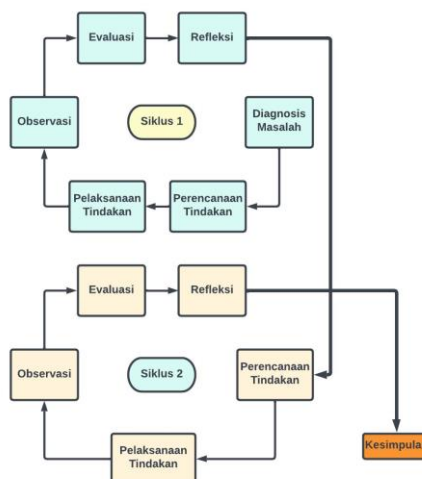 Evaluasi
Refleksi
Observasi
Siklus 1
Diagnosis
Masalah
Pelaksanaan
Tindakan
Perencanaan
Tindakan
Evaluasi
Refleksi
Observasi
Siklus 2
Perencanaan
Tindakan
Pelaksanaan
Tindakan
Kesimpula